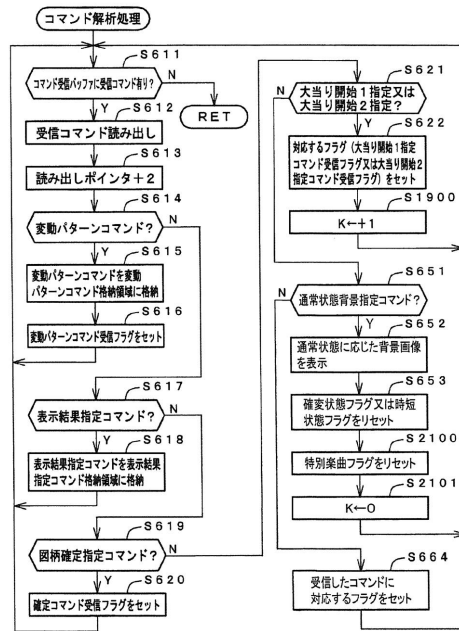 コマンド解析処理
S611
コマンド受信バッファに受信コマンド有り?
N
RET
Y
S612
受信コマンド読み出し
S613
読み出しポインタ+2
S614
変動パターンコマンド?
N
Y
S615
変動パターンコマンドを変動
パターンコマンド格納領域に格納
S616
変動パターンコマンド受信フラグをセット
S617
表示結果指定コマンド?
N
Y
S618
表示結果指定コマンドを表示結果
指定コマンド格納領域に格納
S619
図柄確定指定コマンド?
N
Y
S620
確定コマンド受信フラグをセット
S621
大当り開始1指定又は
大当り開始2指定?
N
Y
S622
対応するフラグ(大当り開始1指定
コマンド受信フラグ又は大当り開始2
指定コマンド受信フラグ)をセット
S1900
K←+1
S651
通常状態背景指定コマンド?
N
Y
S652
通常状態に応じた背景画像
を表示
S653
確変状態フラグ又は時短
状態フラグをリセット
S2100
特別楽曲フラグをリセット
S2101
K←0
S664
受信したコマンドに
対応するフラグをセット